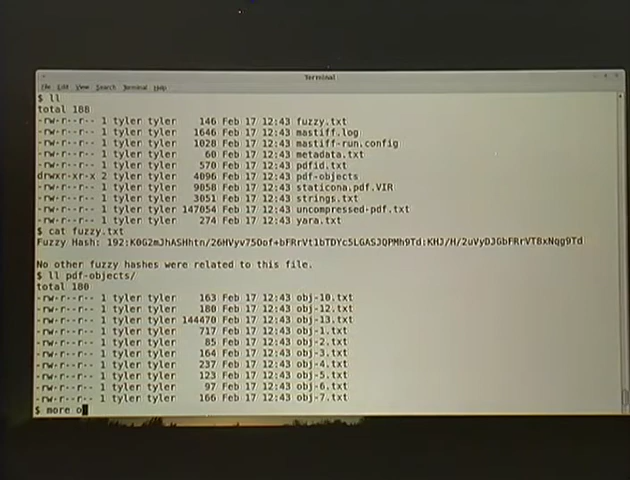 Terminal
File Edit View Search Terminal Help
$ ll
total 188
-rw-r--r-- 1 tyler tyler 146 Feb 17 12:43 fuzzy.txt
-rw-r--r-- 1 tyler tyler 1646 Feb 17 12:43 mastiff.log
-rw-r--r-- 1 tyler tyler 1028 Feb 17 12:43 mastiff-run.config
-rw-r--r-- 1 tyler tyler 60 Feb 17 12:43 metadata.txt
-rw-r--r-- 1 tyler tyler 570 Feb 17 12:43 pdfid.txt
drwxr-xr-x 2 tyler tyler 4096 Feb 17 12:43 pdf-objects
-rw-r--r-- 1 tyler tyler 9858 Feb 17 12:43 staticona.pdf.VIR
-rw-r--r-- 1 tyler tyler 3051 Feb 17 12:43 strings.txt
-rw-r--r-- 1 tyler tyler 147054 Feb 17 12:43 uncompressed-pdf.txt
-rw-r--r-- 1 tyler tyler 274 Feb 17 12:43 yara.txt
$ cat fuzzy.txt
Fuzzy Hash: 192:K0G2mJhASHhtn/26HVyv75Oof+bFRrVt1bTDYc5LGASJQPMh9Td:KHJ/H/2uVyDJGbFRrVTBxNqg9Td
No other fuzzy hashes were related to this file.
$ ll pdf-objects/
total 180
-rw-r--r-- 1 tyler tyler 163 Feb 17 12:43 obj-10.txt
-rw-r--r-- 1 tyler tyler 180 Feb 17 12:43 obj-12.txt
-rw-r--r-- 1 tyler tyler 144470 Feb 17 12:43 obj-13.txt
-rw-r--r-- 1 tyler tyler 717 Feb 17 12:43 obj-1.txt
-rw-r--r-- 1 tyler tyler 85 Feb 17 12:43 obj-2.txt
-rw-r--r-- 1 tyler tyler 164 Feb 17 12:43 obj-3.txt
-rw-r--r-- 1 tyler tyler 237 Feb 17 12:43 obj-4.txt
-rw-r--r-- 1 tyler tyler 123 Feb 17 12:43 obj-5.txt
-rw-r--r-- 1 tyler tyler 97 Feb 17 12:43 obj-6.txt
-rw-r--r-- 1 tyler tyler 166 Feb 17 12:43 obj-7.txt
$ more o